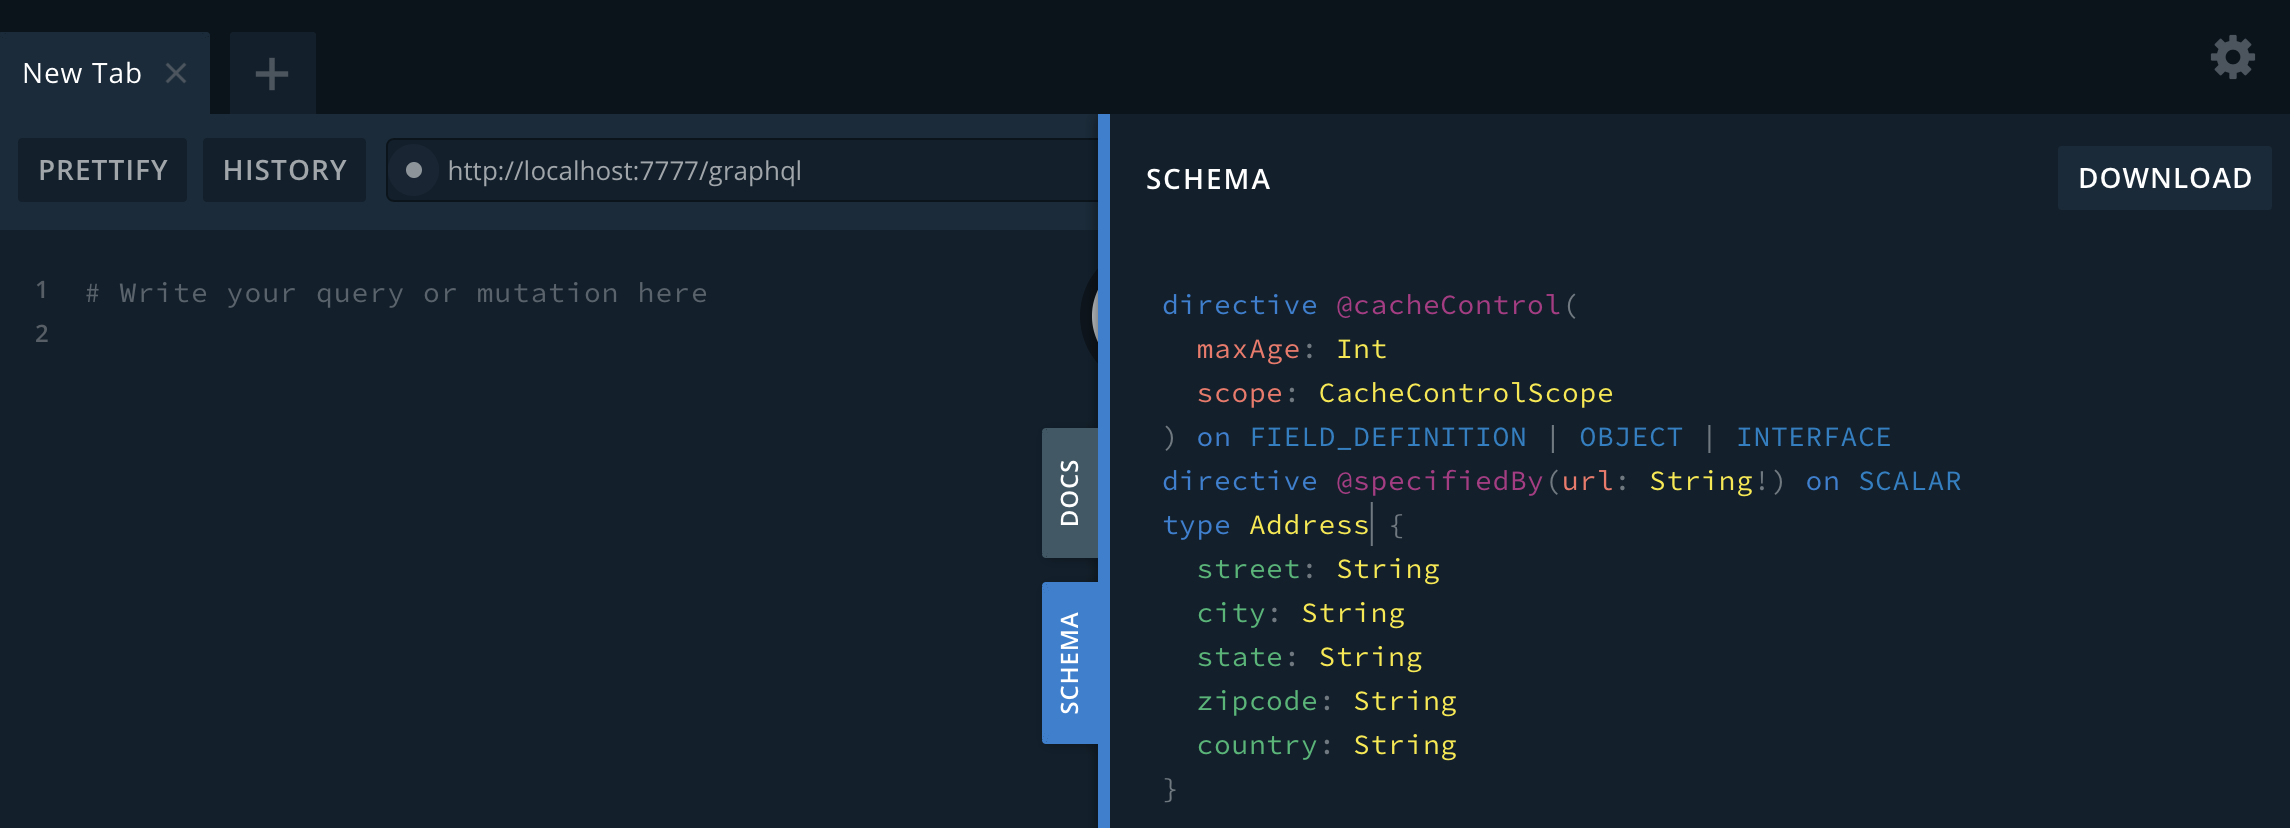 New Tab
PRETTIFY
HISTORY
http://localhost:7777/graphql
1 # Write your query or mutation here
2
DOCS
SCHEMA
SCHEMA
DOWNLOAD
directive @cacheControl(
  maxAge: Int
  scope: CacheControlScope
) on FIELD_DEFINITION | OBJECT | INTERFACE
directive @specifiedBy(url: String!) on SCALAR
type Address {
  street: String
  city: String
  state: String
  zipcode: String
  country: String
}